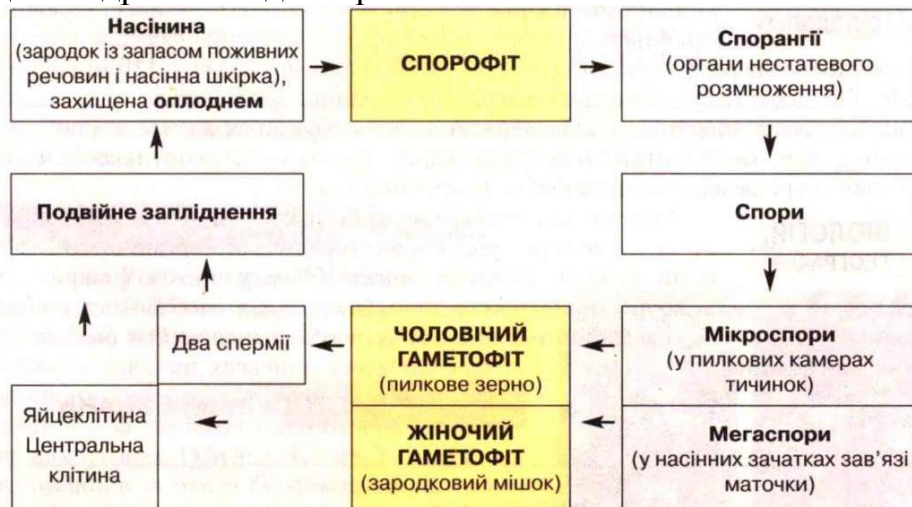 Насінина
(зародок із запасом поживних
речовин і насінна шкірка),
захищена оплоднем
СПОРОФІТ
Спорангії
(органи нестатевого
розмноження)
Подвійне запліднення
Спори
Два спермії
ЧОЛОВІЧИЙ
ГАМЕТОФІТ
(пилкове зерно)
Мікроспори
(у пилкових камерах
тичинок)
Яйцеклітина
Центральна
клітина
ЖІНОЧИЙ
ГАМЕТОФІТ
(зародковий мішок)
Мегаспори
(у насінних зачатках зав'язі
маточки)